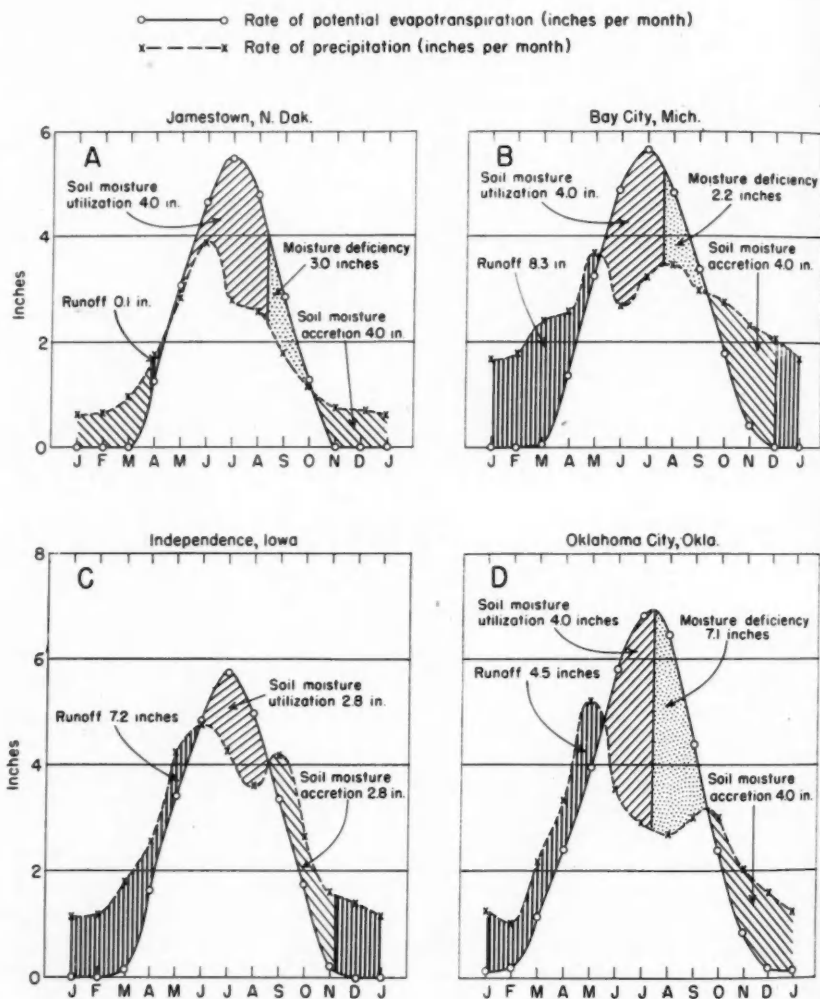 Rate of potential evapotranspiration (inches per month)
Rate of precipitation (inches per month)
Jamestown, N. Dak.
A
Soil moisture
utilization 4.0 in.
Moisture deficiency
3.0 inches
Runoff 0.1 in.
Soil moisture
accretion 4.0 in.
Inches
6
4
2
0
J F M A M J J A S O N D J
Bay City, Mich.
B
Soil moisture
utilization 4.0 in.
Moisture deficiency
2.2 inches
Runoff 8.3 in
Soil moisture
accretion 4.0 in.
J F M A M J J A S O N D J
Independence, Iowa
C
Soil moisture
utilization 2.8 in.
Runoff 7.2 inches
Soil moisture
accretion 2.8 in.
Inches
8
6
4
2
0
J F M A M J J A S O N D J
Oklahoma City, Okla.
D
Soil moisture
utilization 4.0 inches
Moisture deficiency
7.1 inches
Runoff 4.5 inches
Soil moisture
accretion 4.0 in.
J F M A M J J A S O N D J